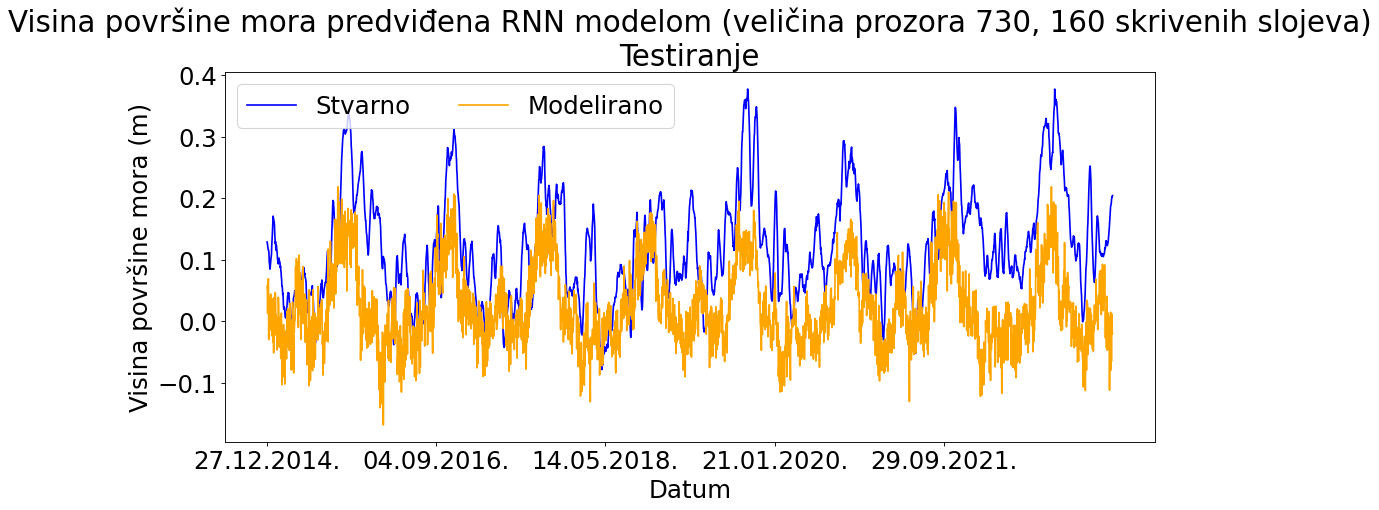 Visina površine mora predviđena RNN modelom (veličina prozora 730, 160 skrivenih slojeva)
Testiranje
Stvarno Modelirano
Visina površine mora (m)
0.4
0.3
0.2
0.1
0.0
−0.1
27.12.2014. 04.09.2016. 14.05.2018. 21.01.2020. 29.09.2021.
Datum